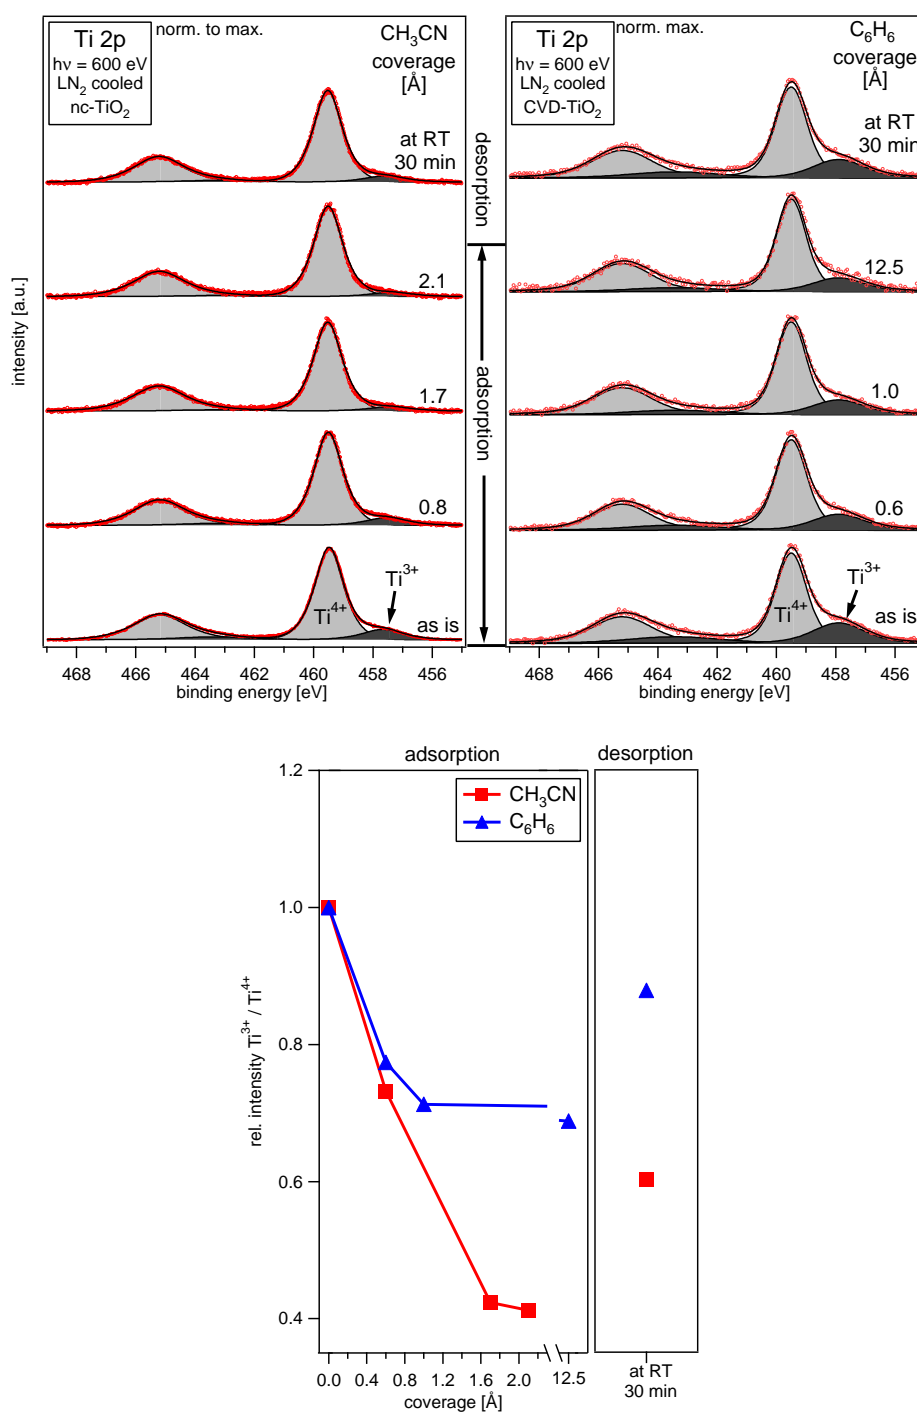 Ti 2p
hν = 600 eV
LN₂ cooled
nc-TiO₂
norm. to max.
CH₃CN
coverage
[Å]
at RT
30 min
2.1
1.7
0.8
as is
Ti⁴⁺
Ti³⁺
intensity [a.u.]
468 466 464 462 460 458 456
binding energy [eV]
desorption
adsorption
Ti 2p
hν = 600 eV
LN₂ cooled
CVD-TiO₂
norm. to max.
C₆H₆
coverage
[Å]
at RT
30 min
12.5
1.0
0.6
as is
Ti⁴⁺
Ti³⁺
468 466 464 462 460 458 456
binding energy [eV]
adsorption
desorption
CH₃CN
C₆H₆
1.2
1.0
0.8
0.6
0.4
rel. intensity Ti³⁺ / Ti⁴⁺
0.0 0.4 0.8 1.2 1.6 2.0 12.5
coverage [Å]
at RT
30 min